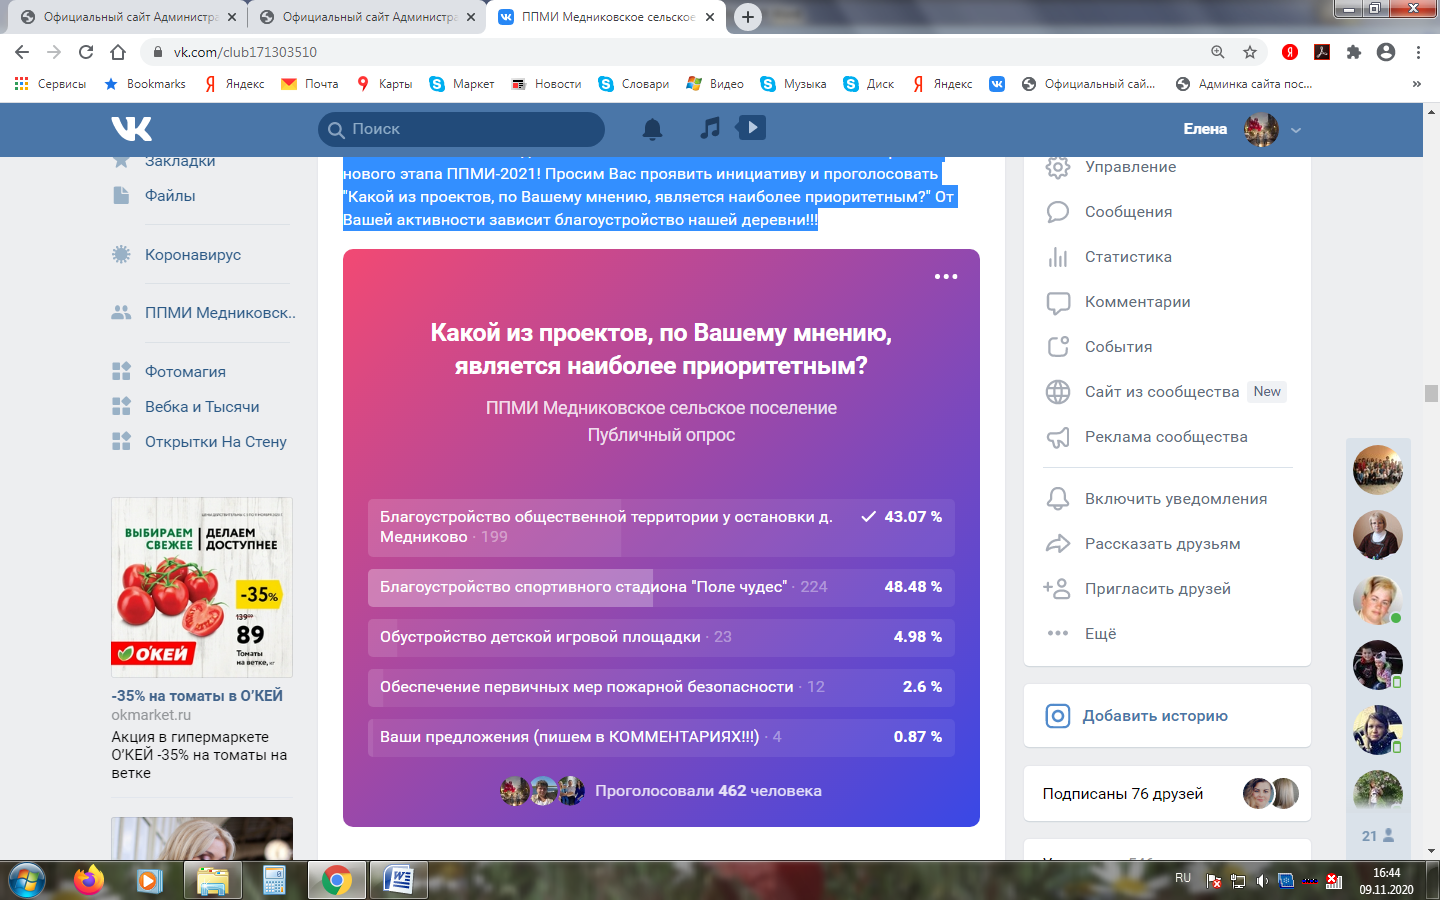 Официальный сайт Администра
Официальный сайт Администра
ППМИ Медниковское сельское
vk.com/club171303510
Сервисы
Bookmarks
Яндекс
Почта
Карты
Маркет
Новости
Словари
Видео
Музыка
Диск
Яндекс
Официальный сай...
Админка сайта пос...
»
Поиск
Елена
Закладки
Файлы
Коронавирус
ППМИ Медниковск..
Фотомагия
Вебка и Тысячи
Открытки На Стену
ВЫБИРАЕМ СВЕЖЕЕ
ДЕЛАЕМ ДОСТУПНЕЕ
-35%
139⁹⁹
89
Томаты
на ветке, кг
О'КЕЙ
-35% на томаты в О'КЕЙ
okmarket.ru
Акция в гипермаркете
О'КЕЙ -35% на томаты на
ветке
нового этапа ППМИ-2021! Просим Вас проявить инициативу и проголосовать
"Какой из проектов, по Вашему мнению, является наиболее приоритетным?" От
Вашей активности зависит благоустройство нашей деревни!!!
Какой из проектов, по Вашему мнению,
является наиболее приоритетным?
ППМИ Медниковское сельское поселение
Публичный опрос
Благоустройство общественной территории у остановки д.
Медниково · 199
43.07 %
Благоустройство спортивного стадиона "Поле чудес" · 224
48.48 %
Обустройство детской игровой площадки · 23
4.98 %
Обеспечение первичных мер пожарной безопасности · 12
2.6 %
Ваши предложения (пишем в КОММЕНТАРИЯХ!!!) · 4
0.87 %
Проголосовали 462 человека
Управление
Сообщения
Статистика
Комментарии
События
Сайт из сообщества New
Реклама сообщества
Включить уведомления
Рассказать друзьям
Пригласить друзей
Ещё
Добавить историю
Подписаны 76 друзей
21
RU
16:44
09.11.2020